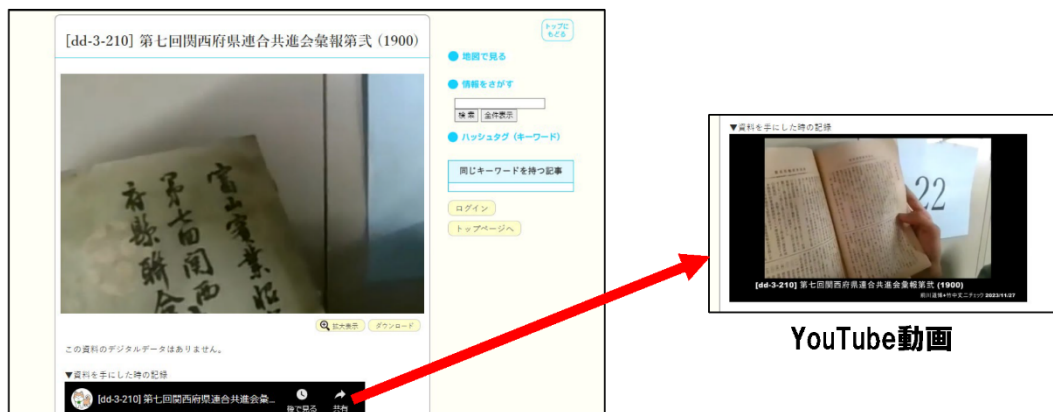 [dd-3-210] 第七回関西府県連合共進会彙報第弐 (1900)
富山實業
第七回関西
府縣聯合
拡大表示
ダウンロード
この資料のデジタルデータはありません。
▼資料を手にした時の記録
[dd-3-210] 第七回関西府県連合共進会彙...
後で見る
共有
トップに
もどる
地図で見る
情報をさがす
検 索
全件表示
ハッシュタグ（キーワード）
同じキーワードを持つ記事
ログイン
トップページへ
▼資料を手にした時の記録
22
[dd-3-210] 第七回関西府県連合共進会彙報第弐 (1900)
2023/11/27
YouTube動画